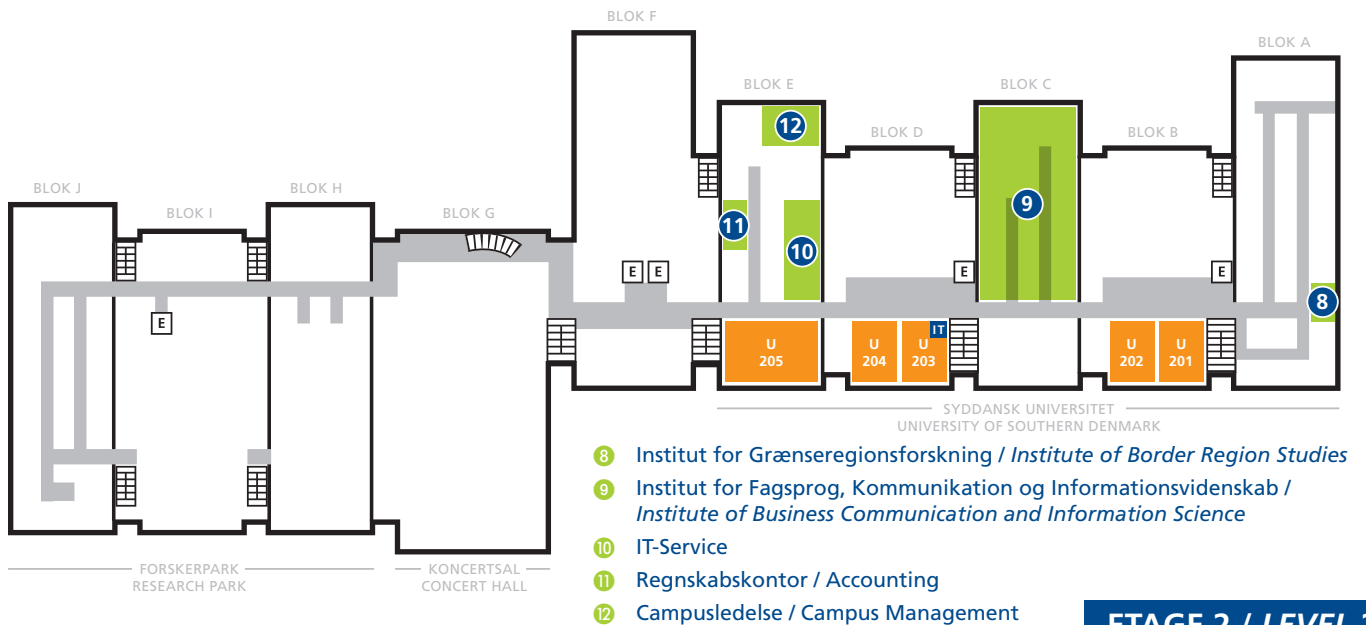 BLOK F
BLOK A
BLOK E
BLOK C
12
BLOK D
BLOK B
BLOK J
BLOK H
BLOK I
BLOK G
9
11
10
E E
E
E
8
E
IT
U
205
U
204
U
203
U
202
U
201
SYDDANSK UNIVERSITET
UNIVERSITY OF SOUTHERN DENMARK
8 Institut for Grænseregionsforskning / Institute of Border Region Studies
9 Institut for Fagsprog, Kommunikation og Informationsvidenskab /
Institute of Business Communication and Information Science
10 IT-Service
11 Regnskabskontor / Accounting
12 Campusledelse / Campus Management
FORSKERPARK
RESEARCH PARK
KONCERTSAL
CONCERT HALL
ETAGE 2 / LEVEL